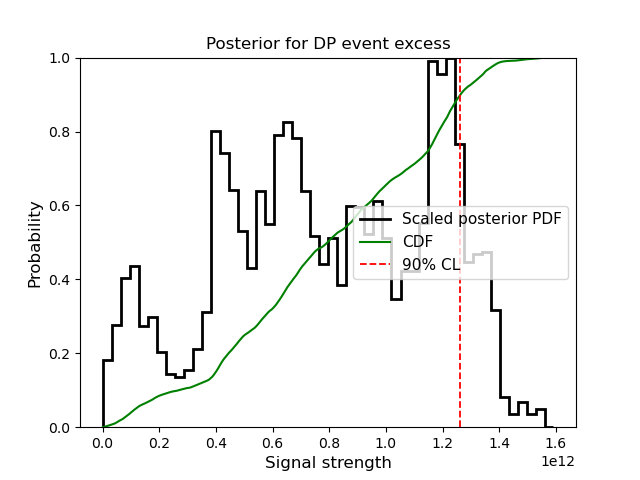 Posterior for DP event excess
Probability
1.0
0.8
0.6
0.4
0.2
0.0
Scaled posterior PDF
CDF
90% CL
0.0 0.2 0.4 0.6 0.8 1.0 1.2 1.4 1.6
1e12
Signal strength